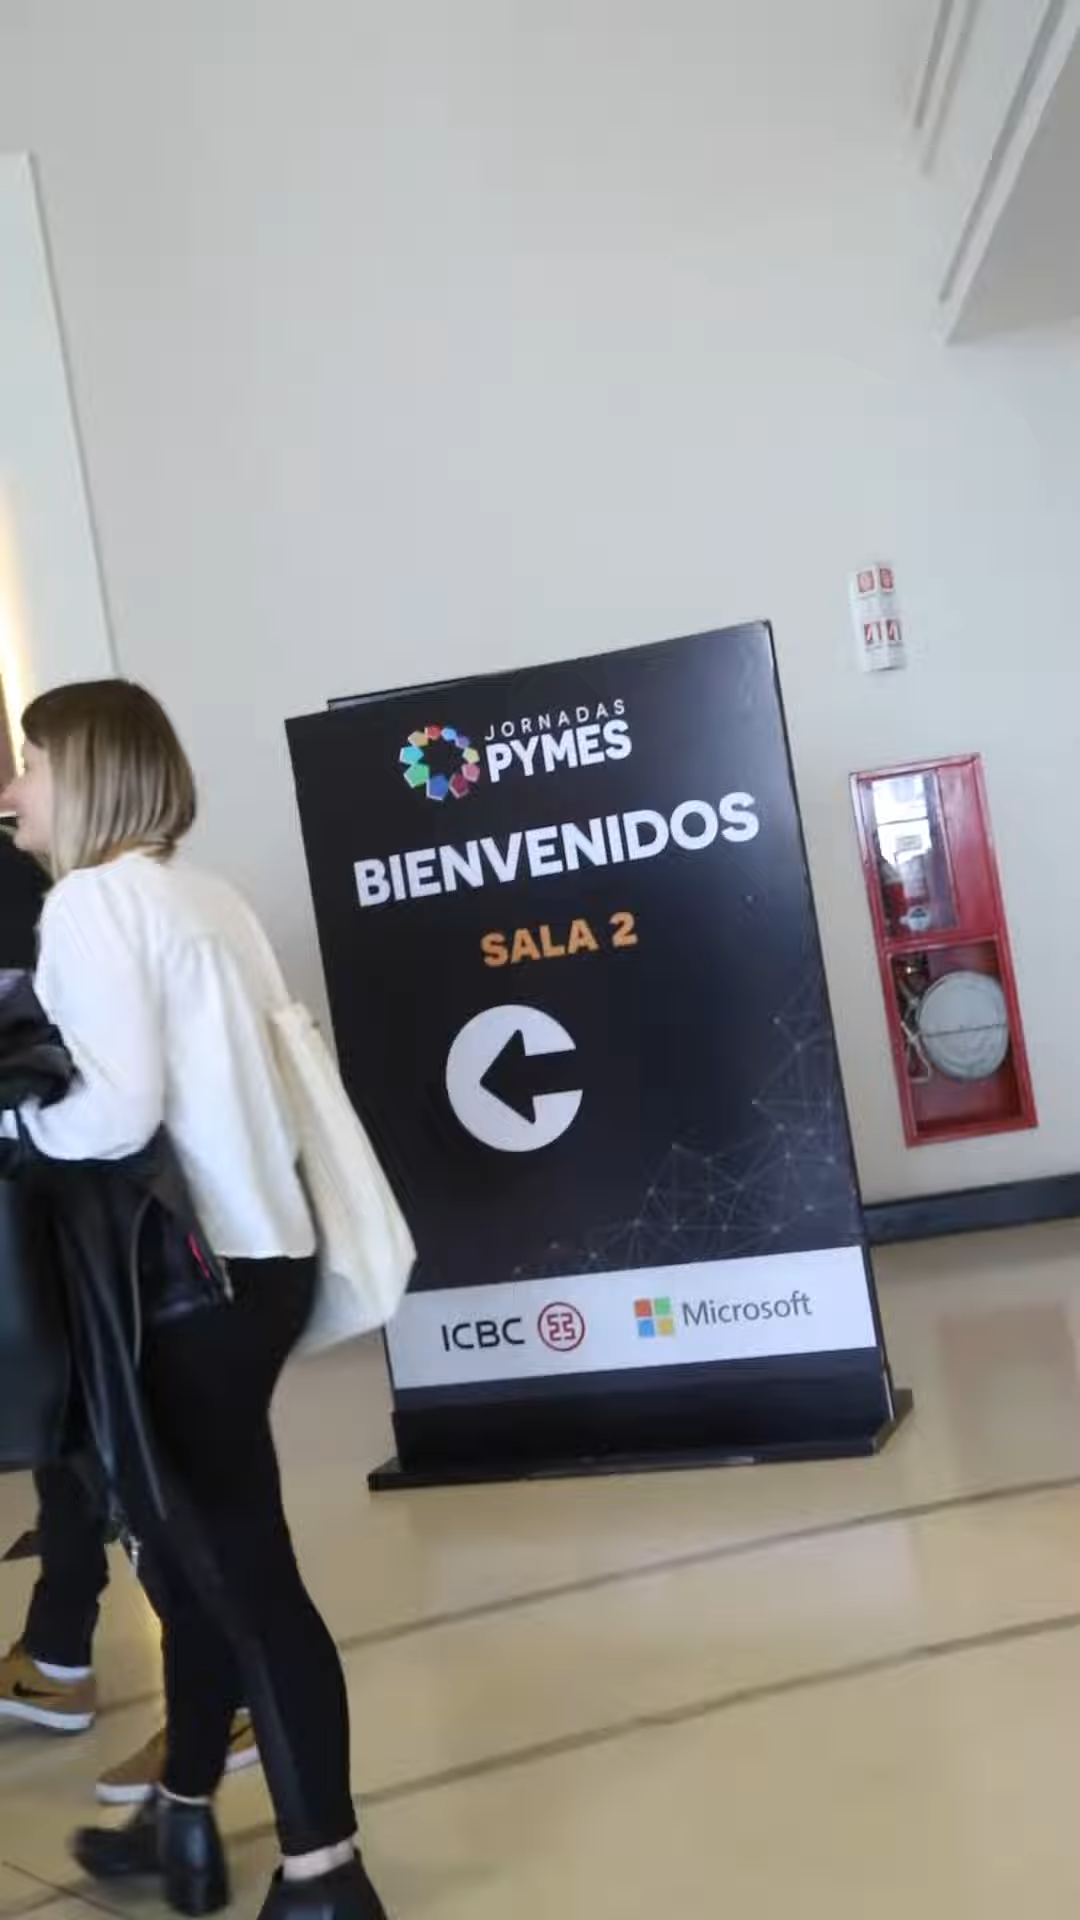 JORNADAS
PYMES
BIENVENIDOS
SALA 2
ICBC
Microsoft